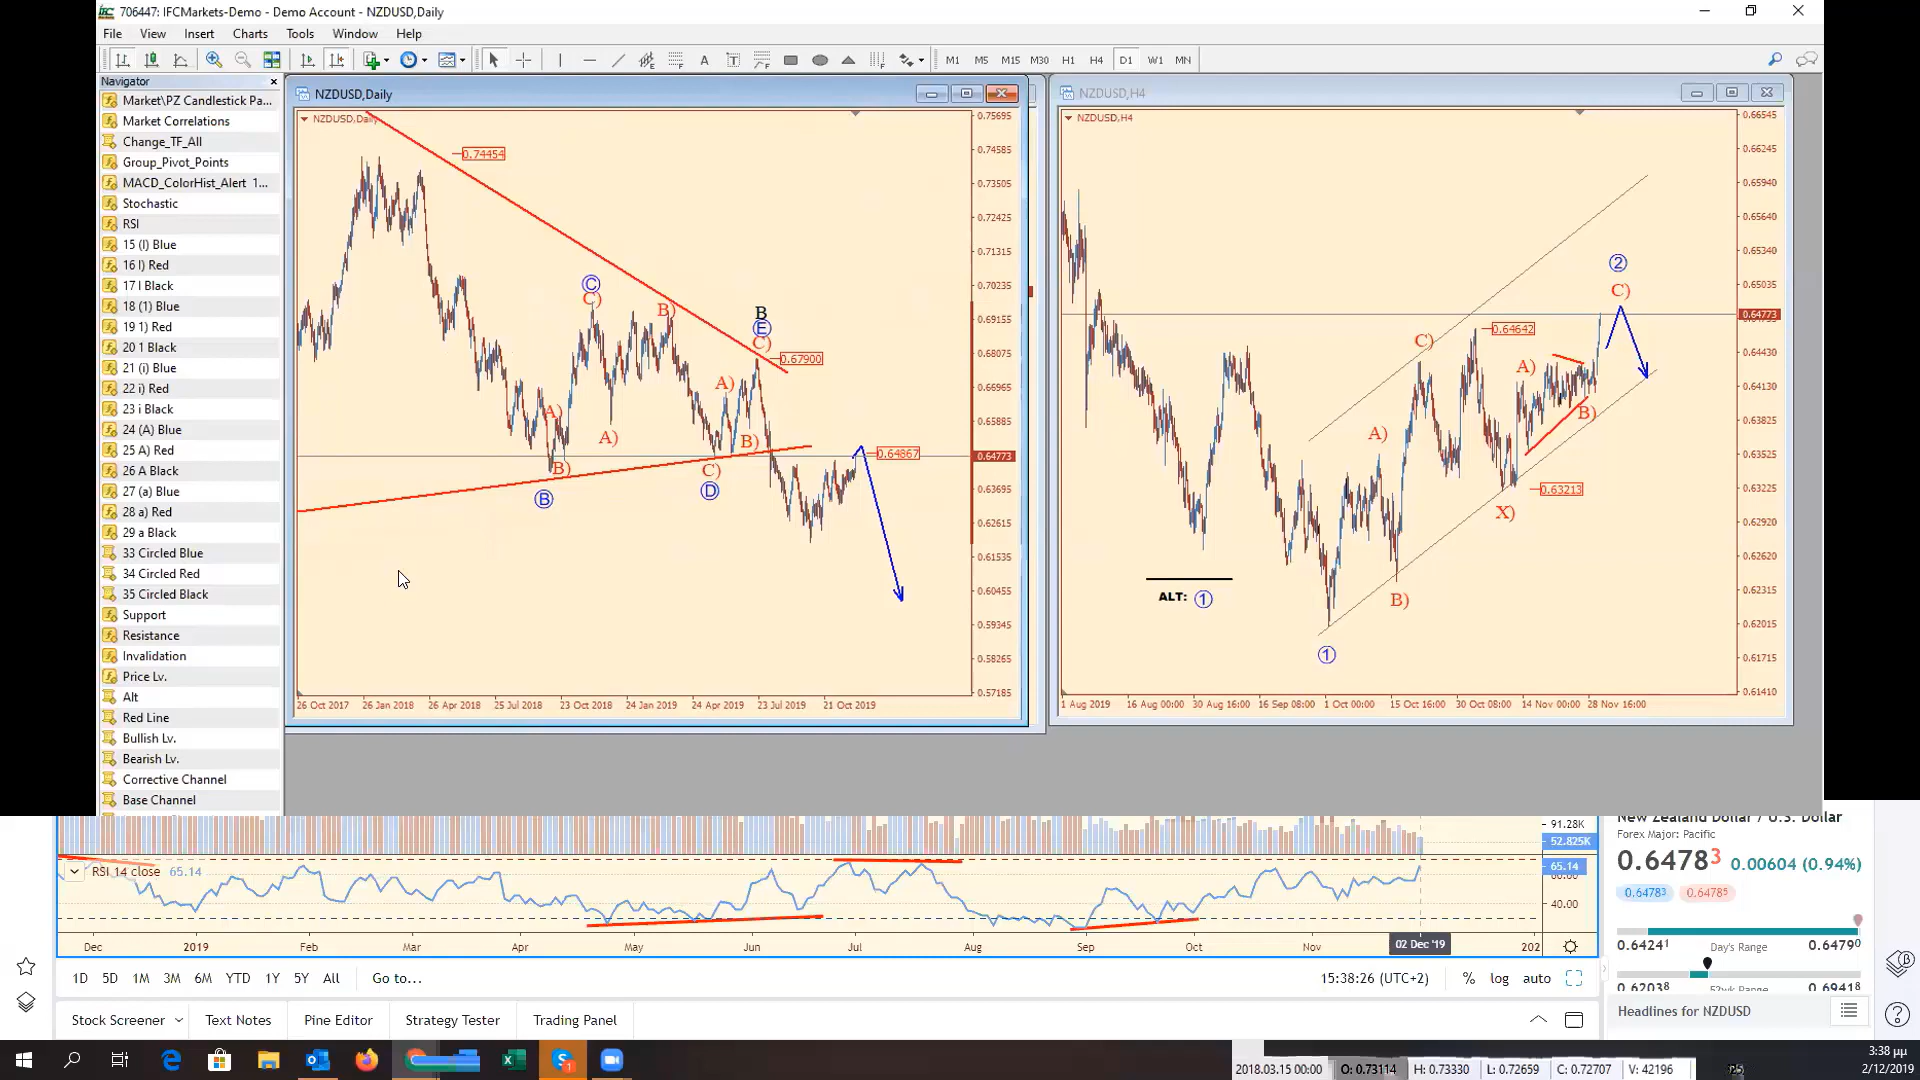 706447: IFCMarkets-Demo - Demo Account - NZDUSD,Daily
File View Insert Charts Tools Window Help
M1 M5 M15 M30 H1 H4 D1 W1 MN
Navigator
Market\PZ Candlestick Pa...
Market Correlations
Change_TF_All
Group_Pivot_Points
MACD_ColorHist_Alert 1...
Stochastic
RSI
15 (I) Blue
16 I) Red
17 I Black
18 (1) Blue
19 1) Red
20 1 Black
21 (i) Blue
22 i) Red
23 i Black
24 (A) Blue
25 A) Red
26 A Black
27 (a) Blue
28 a) Red
29 a Black
33 Circled Blue
34 Circled Red
35 Circled Black
Support
Resistance
Invalidation
Price Lv.
Alt
Red Line
Bullish Lv.
Bearish Lv.
Corrective Channel
Base Channel
NZDUSD,Daily
NZDUSD,Daily
0.74454
C
C)
B)
B
E
C)
0.67900
A)
A)
A)
B)
B)
C)
B
D
0.64867
0.75695
0.74585
0.73505
0.72425
0.71315
0.70235
0.69155
0.68075
0.66965
0.65885
0.64773
0.63695
0.62615
0.61535
0.60455
0.59345
0.58265
0.57185
26 Oct 2017 26 Jan 2018 26 Apr 2018 25 Jul 2018 23 Oct 2018 24 Jan 2019 24 Apr 2019 23 Jul 2019 21 Oct 2019
NZDUSD,H4
NZDUSD,H4
2
C)
0.64642
C)
A)
B)
A)
0.63213
X)
B)
ALT: 1
1
0.66545
0.66245
0.65940
0.65640
0.65340
0.65035
0.64773
0.64430
0.64130
0.63825
0.63525
0.63225
0.62920
0.62620
0.62315
0.62015
0.61715
0.61410
1 Aug 2019 16 Aug 00:00 30 Aug 16:00 16 Sep 08:00 1 Oct 00:00 15 Oct 16:00 30 Oct 08:00 14 Nov 00:00 28 Nov 16:00
91.28K
52.825K
RSI 14 close 65.14
65.14
60.00
40.00
Dec 2019 Feb Mar Apr May Jun Jul Aug Sep Oct Nov 02 Dec '19 202
1D 5D 1M 3M 6M YTD 1Y 5Y All Go to... 15:38:26 (UTC+2) % log auto
Stock Screener Text Notes Pine Editor Strategy Tester Trading Panel
New Zealand Dollar / U.S. Dollar
Forex Major: Pacific
0.64783 0.00604 (0.94%)
0.64783 0.64785
0.64241 Day's Range 0.64790
0.62038 52wk Range 0.69418
Headlines for NZDUSD
2018.03.15 00:00 O: 0.73114 H: 0.73330 L: 0.72659 C: 0.72707 V: 42196
3:38 μμ
2/12/2019